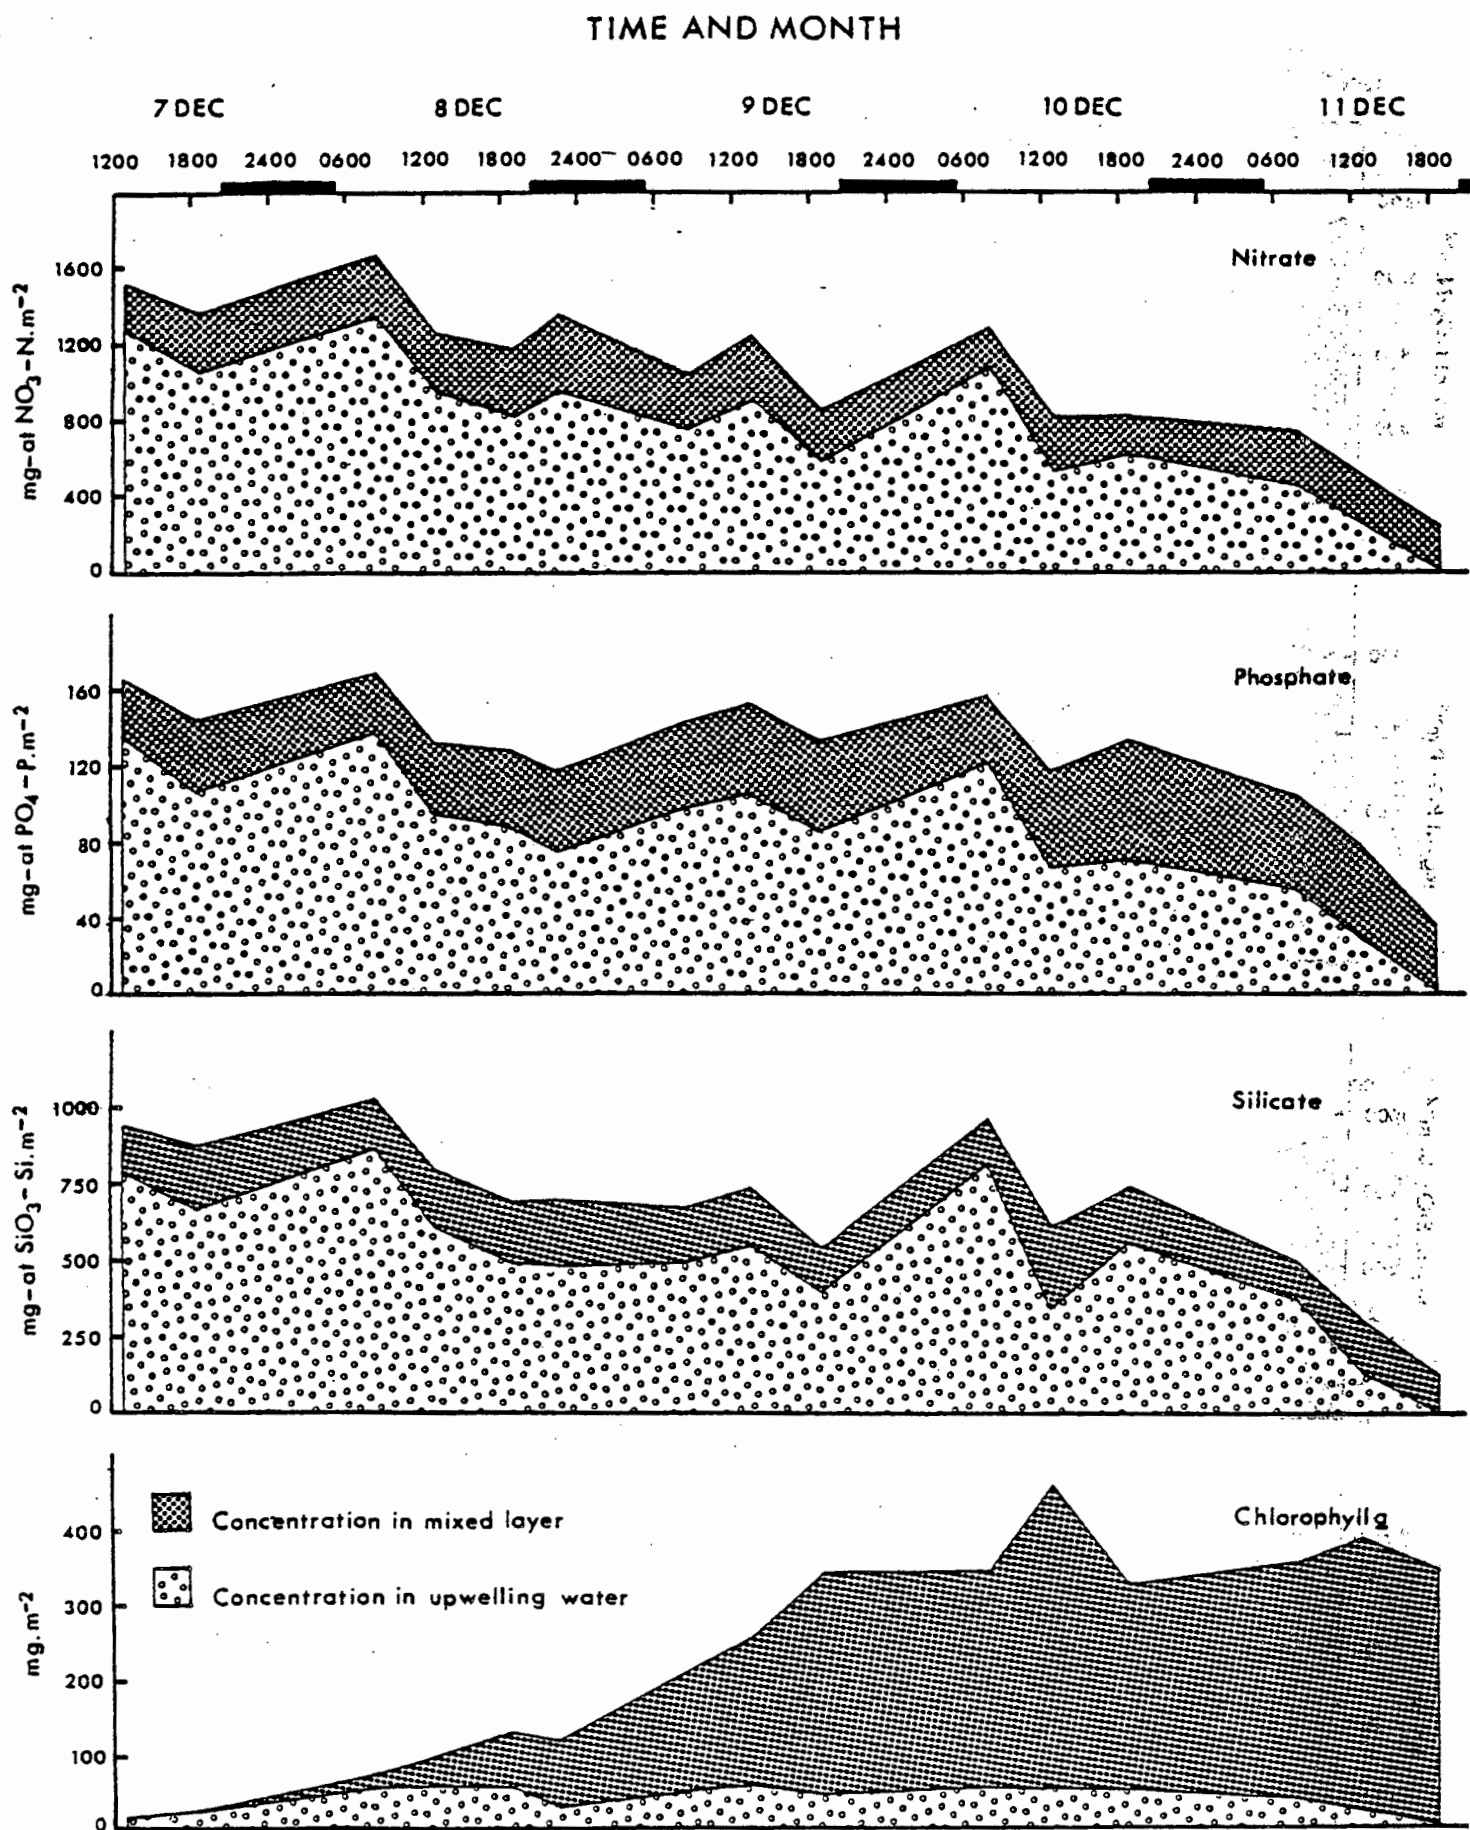 TIME AND MONTH
7 DEC 8 DEC 9 DEC 10 DEC 11 DEC
1200 1800 2400 0600 1200 1800 2400 0600 1200 1800 2400 0600 1200 1800 2400 0600 1200 1800
Nitrate
mg-at NO3-N.m-2
1600
1200
800
400
0
Phosphate
mg-at PO4-P.m-2
160
120
80
40
0
Silicate
mg-at SiO3-Si.m-2
1000
750
500
250
0
Chlorophyll a
mg.m-2
400
300
200
100
0
Concentration in mixed layer
Concentration in upwelling water